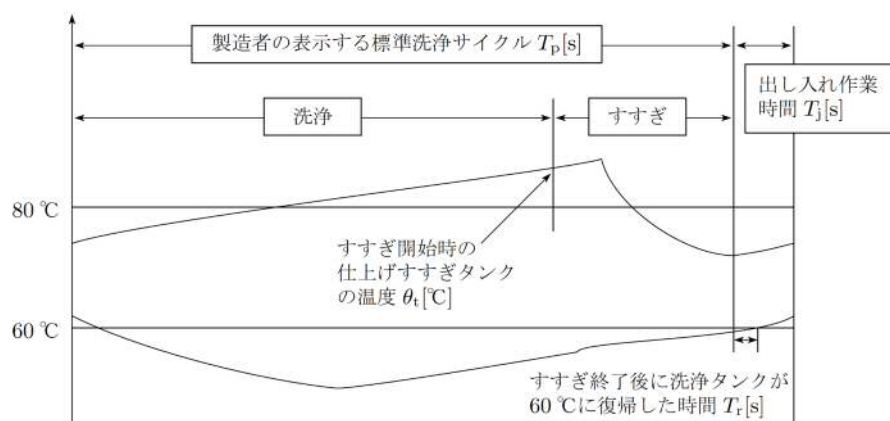 製造者の表示する標準洗浄サイクル Tp[s]
出し入れ作業
時間 Tj[s]
洗浄
すすぎ
80 ℃
すすぎ開始時の
仕上げすすぎタンク
の温度 θt[℃]
60 ℃
すすぎ終了後に洗浄タンクが
60 ℃に復帰した時間 Tr[s]